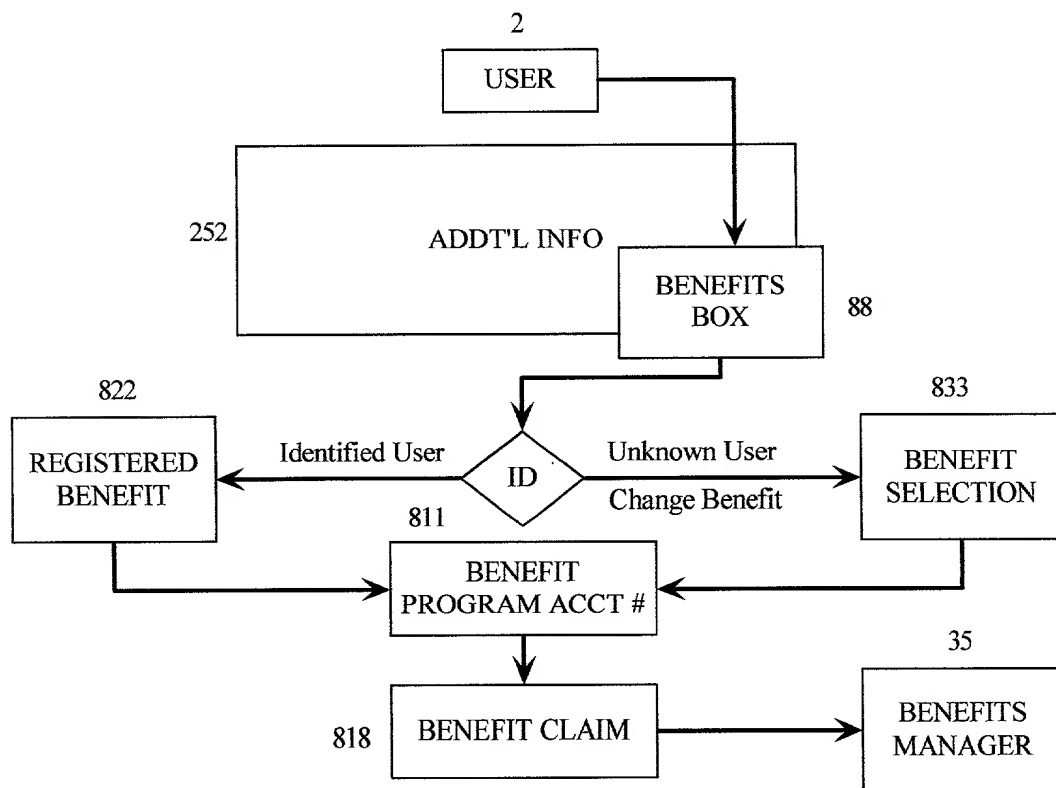 2
USER
252
ADDT'L INFO
BENEFITS
BOX
88
822
833
REGISTERED
BENEFIT
Identified User
ID
Unknown User
Change Benefit
BENEFIT
SELECTION
811
BENEFIT
PROGRAM ACCT #
35
818
BENEFIT CLAIM
BENEFITS
MANAGER